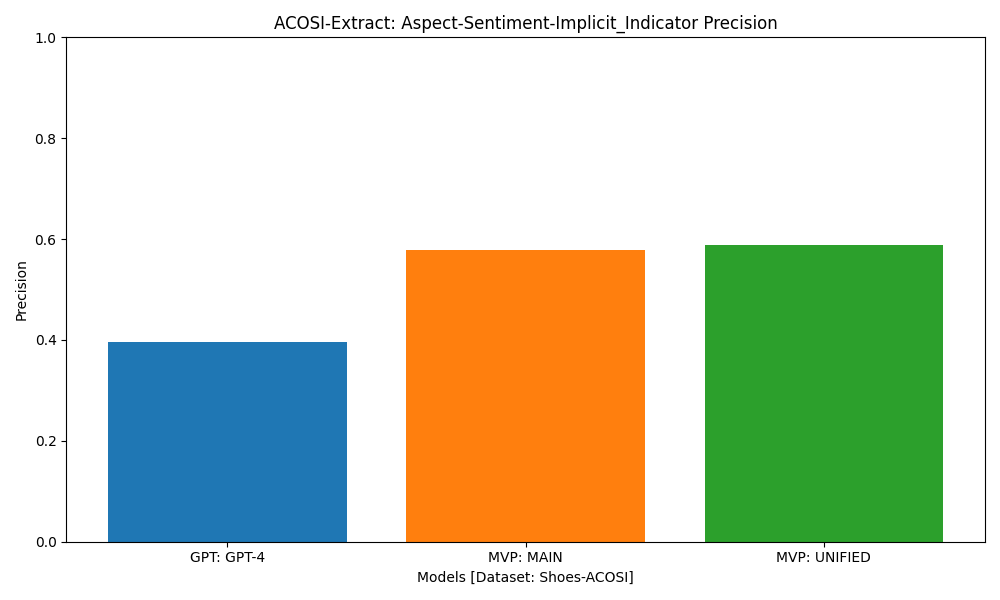 ACOSI-Extract: Aspect-Sentiment-Implicit_Indicator Precision
1.0
0.8
0.6
0.4
0.2
0.0
Precision
GPT: GPT-4
MVP: MAIN
MVP: UNIFIED
Models [Dataset: Shoes-ACOSI]